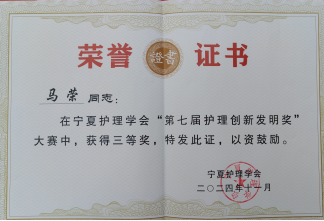 荣誉 證書 证书
马荣 同志：
在宁夏护理学会“第七届护理创新发明奖”
大赛中，获得三等奖，特发此证，以资鼓励。
宁夏护理学会
二〇二四年十一月